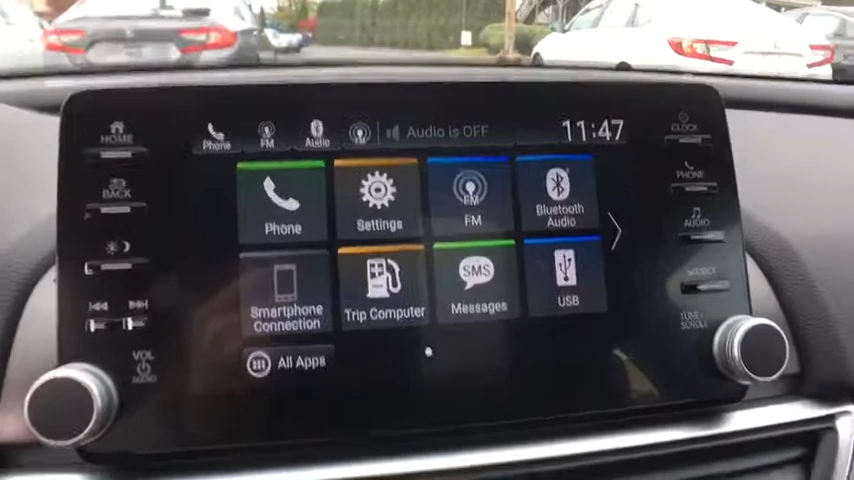 HOME
Phone
FM
Audio
Audio is OFF
11:47
CLOCK
BACK
Phone
Settings
FM
FM
Bluetooth
Audio
PHONE
AUDIO
Smartphone
Connection
Trip Computer
SMS
Messages
USB
All Apps
VOL
AUDIO
TUNE
SCROLL